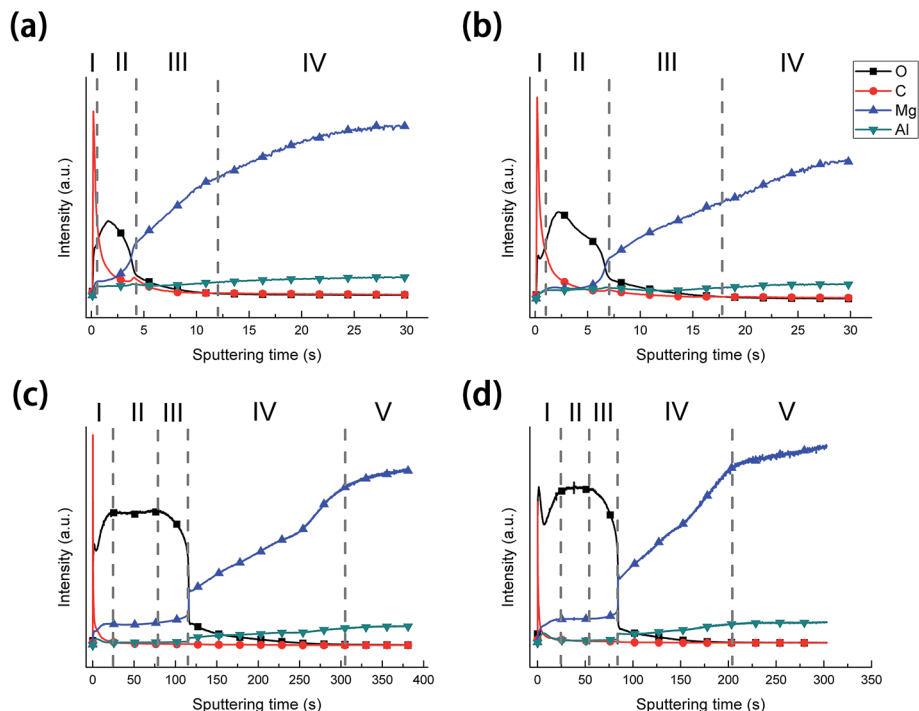 (a)
I II III IV
Intensity (a.u.)
0 5 10 15 20 25 30
Sputtering time (s)
(b)
I II III IV
O
C
Mg
Al
Intensity (a.u.)
0 5 10 15 20 25 30
Sputtering time (s)
(c)
I II III IV V
Intensity (a.u.)
0 50 100 150 200 250 300 350 400
Sputtering time (s)
(d)
I II III IV V
Intensity (a.u.)
0 50 100 150 200 250 300 350
Sputtering time (s)